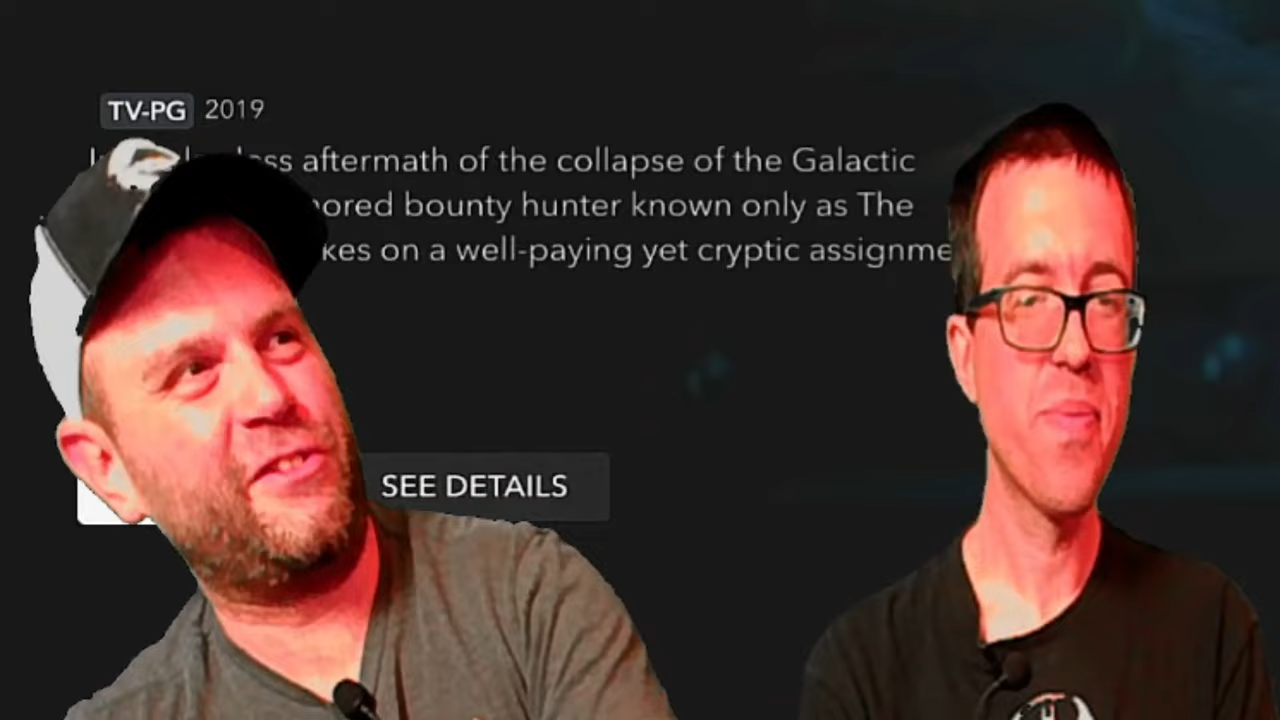 TV-PG 2019
aftermath of the collapse of the Galactic
bounty hunter known only as The
on a well-paying yet cryptic
SEE DETAILS